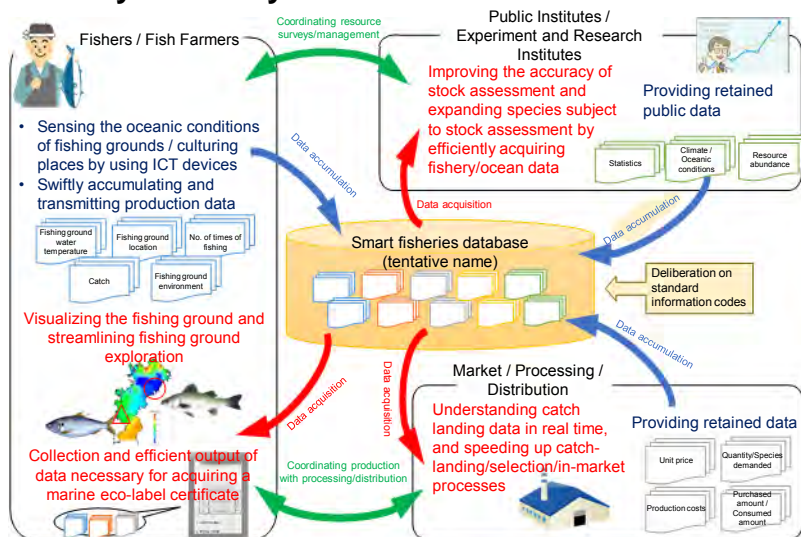 Fishers / Fish Farmers
Coordinating resource
surveys/management
Public Institutes /
Experiment and Research
Institutes
Improving the accuracy of
stock assessment and
expanding species subject
to stock assessment by
efficiently acquiring
fishery/ocean data
Providing retained
public data
Statistics
Climate /
Oceanic
conditions
Resource
abundance
• Sensing the oceanic conditions
of fishing grounds / culturing
places by using ICT devices
• Swiftly accumulating and
transmitting production data
Data accumulation
Data acquisition
Data accumulation
Fishing ground
water
temperature
Fishing ground
location
No. of times of
fishing
Catch
Fishing ground
environment
Smart fisheries database
(tentative name)
Deliberation on
standard
information codes
Visualizing the fishing ground and
streamlining fishing ground
exploration
Data acquisition
Data acquisition
Data accumulation
Collection and efficient output of
data necessary for acquiring a
marine eco-label certificate
Coordinating production
with processing/distribution
Market / Processing /
Distribution
Understanding catch
landing data in real time,
and speeding up catch-
landing/selection/in-market
processes
Providing retained data
Unit price
Quantity/Species
demanded
Production costs
Purchased
amount /
Consumed
amount